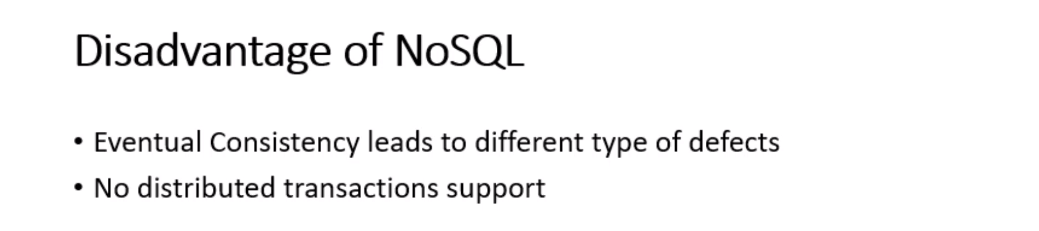 Disadvantage of NoSQL
• Eventual Consistency leads to different type of defects
• No distributed transactions support